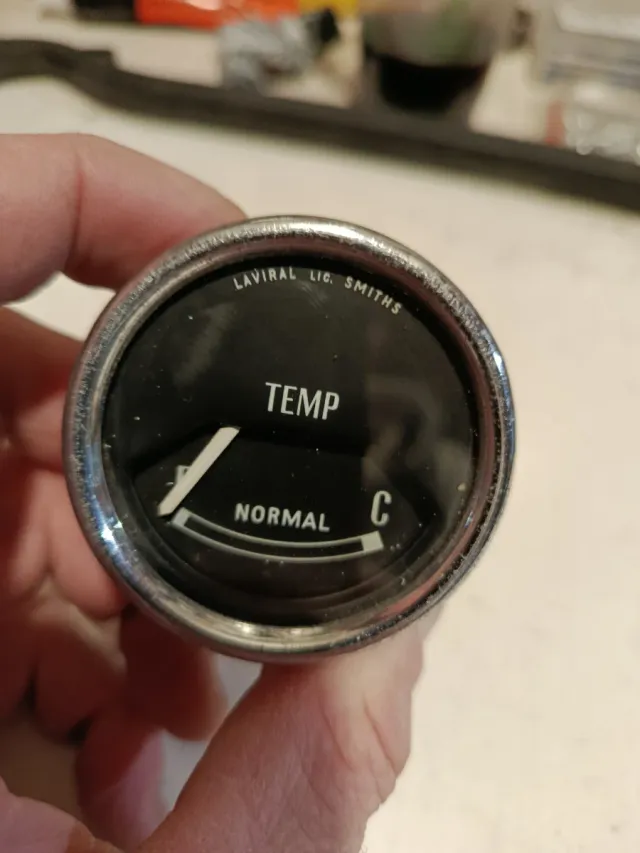 LAVIRAL LIC. SMITHS
TEMP
F
NORMAL
C